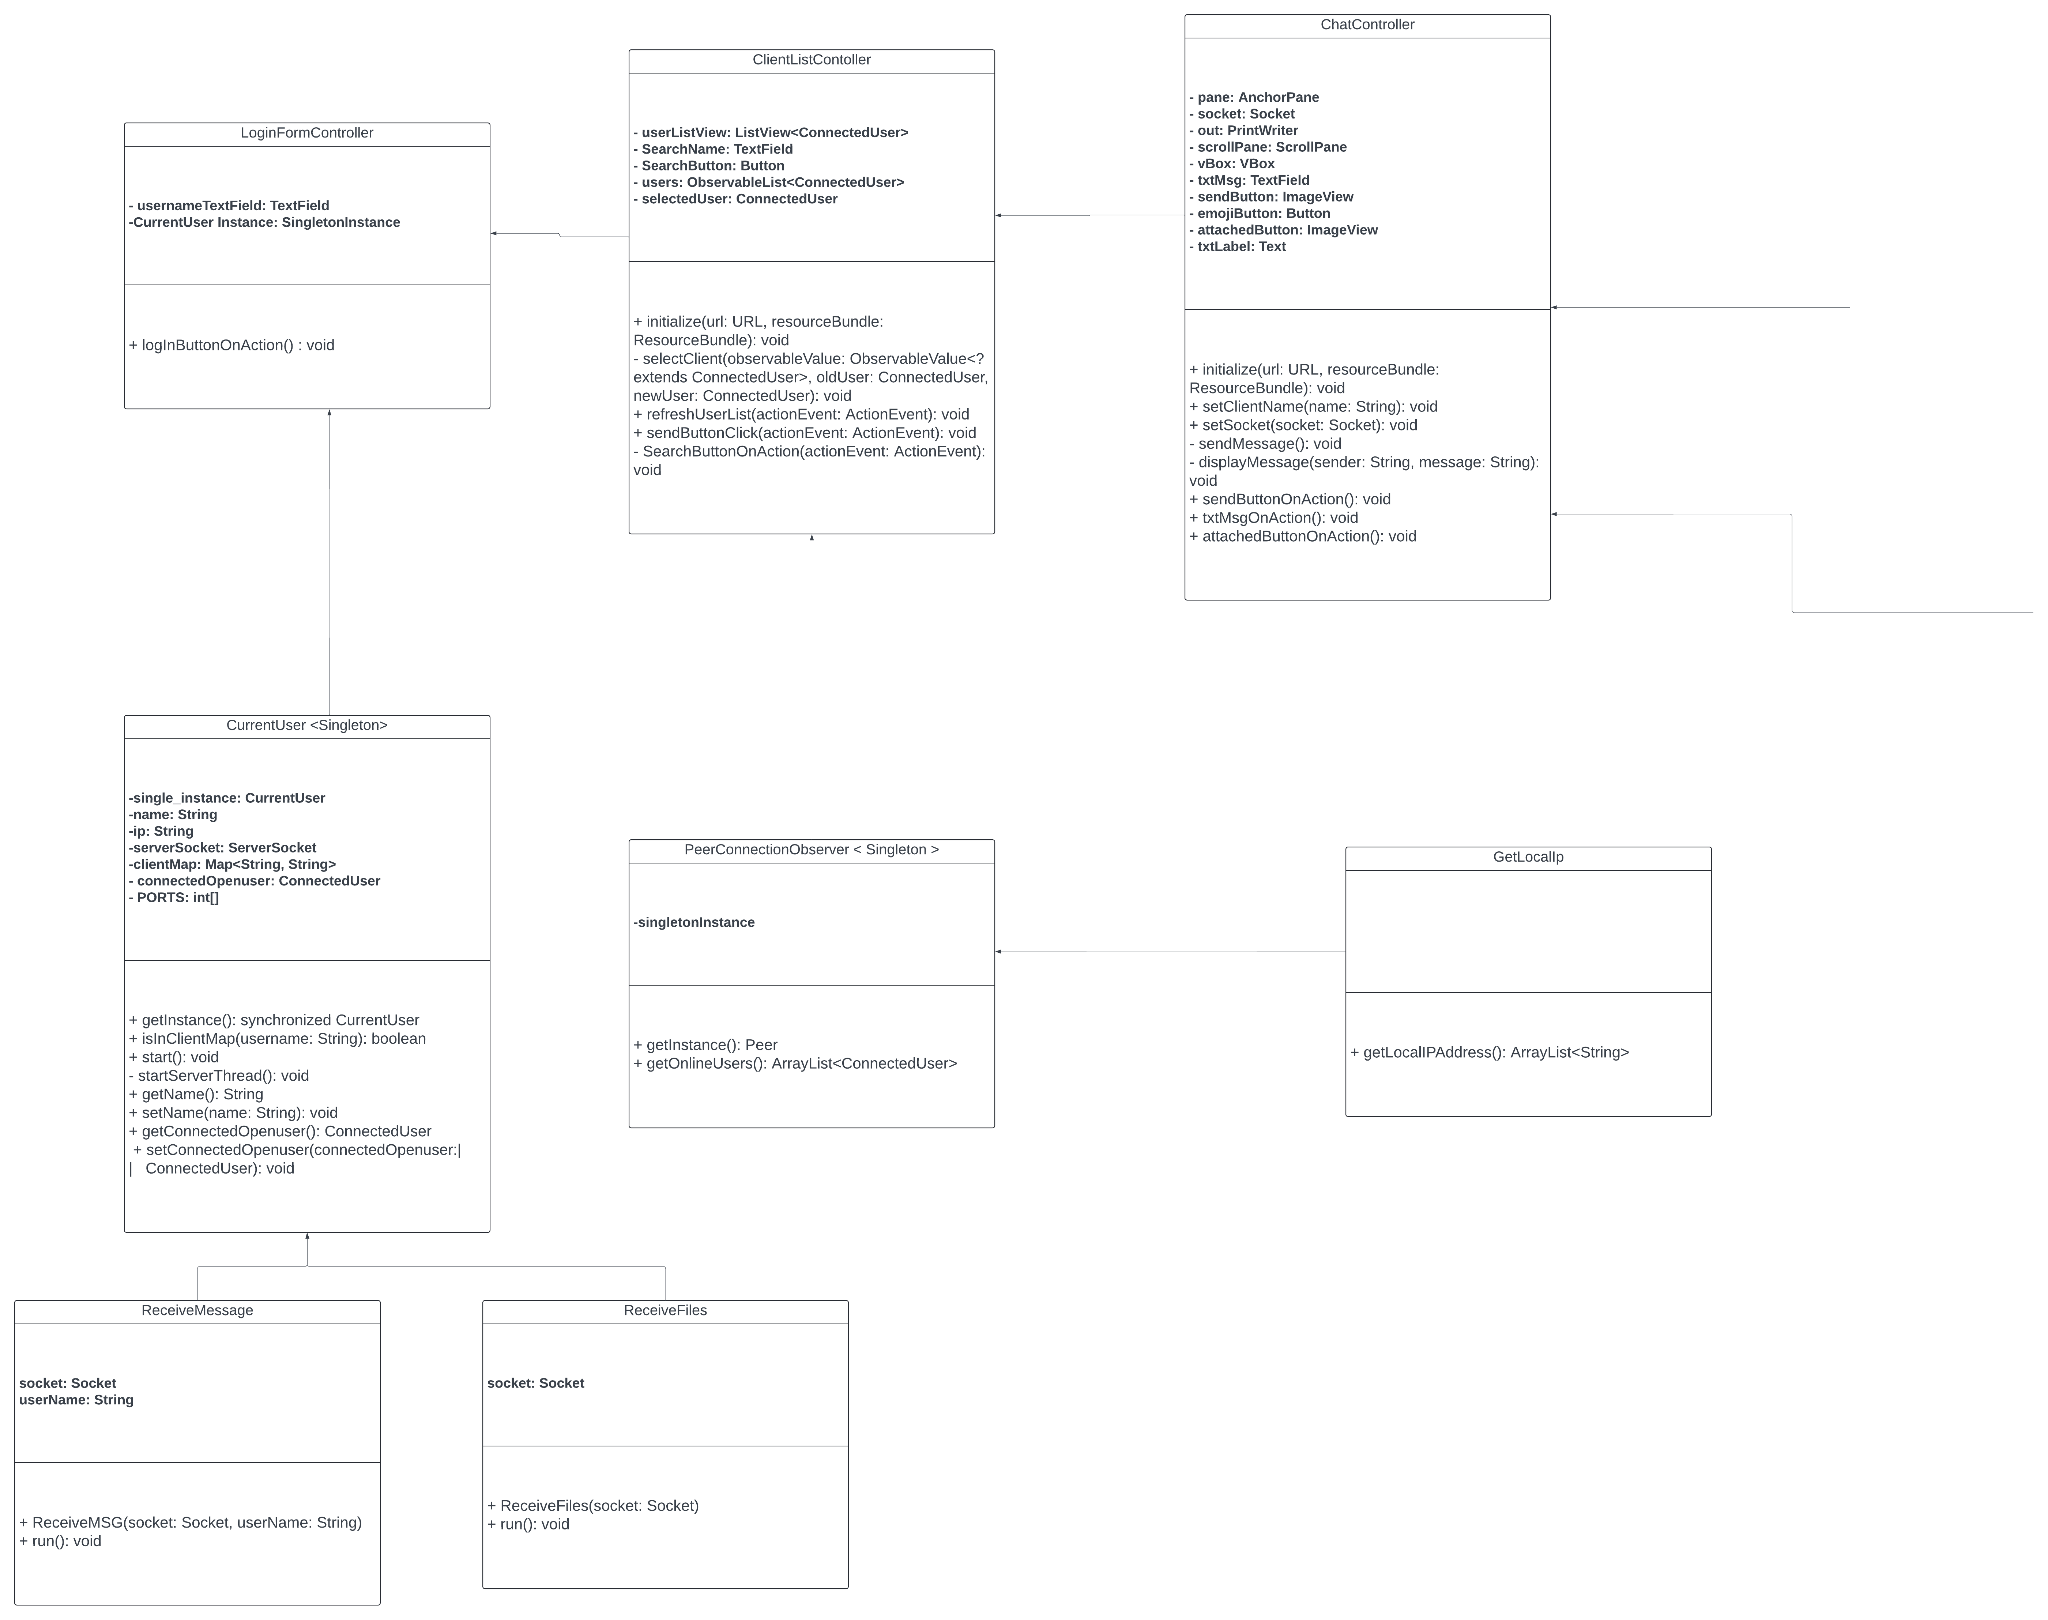 ChatController
- pane: AnchorPane
- socket: Socket
- out: PrintWriter
- scrollPane: ScrollPane
- vBox: VBox
- txtMsg: TextField
- sendButton: ImageView
- emojiButton: Button
- attachedButton: ImageView
- txtLabel: Text
+ initialize(url: URL, resourceBundle:
ResourceBundle): void
+ setClientName(name: String): void
+ setSocket(socket: Socket): void
- sendMessage(): void
- displayMessage(sender: String, message: String):
void
+ sendButtonOnAction(): void
+ txtMsgOnAction(): void
+ attachedButtonOnAction(): void
ClientListContoller
- userListView: ListView<ConnectedUser>
- SearchName: TextField
- SearchButton: Button
- users: ObservableList<ConnectedUser>
- selectedUser: ConnectedUser
+ initialize(url: URL, resourceBundle:
ResourceBundle): void
- selectClient(observableValue: ObservableValue<?
extends ConnectedUser>, oldUser: ConnectedUser,
newUser: ConnectedUser): void
+ refreshUserList(actionEvent: ActionEvent): void
+ sendButtonClick(actionEvent: ActionEvent): void
- SearchButtonOnAction(actionEvent: ActionEvent):
void
LoginFormController
- usernameTextField: TextField
-CurrentUser Instance: SingletonInstance
+ logInButtonOnAction() : void
CurrentUser <Singleton>
-single_instance: CurrentUser
-name: String
-ip: String
-serverSocket: ServerSocket
-clientMap: Map<String, String>
- connectedOpenuser: ConnectedUser
- PORTS: int[]
+ getInstance(): synchronized CurrentUser
+ isInClientMap(username: String): boolean
+ start(): void
- startServerThread(): void
+ getName(): String
+ setName(name: String): void
+ getConnectedOpenuser(): ConnectedUser
+ setConnectedOpenuser(connectedOpenuser:|
|   ConnectedUser): void
PeerConnectionObserver < Singleton >
-singletonInstance
+ getInstance(): Peer
+ getOnlineUsers(): ArrayList<ConnectedUser>
GetLocalIp
+ getLocalIPAddress(): ArrayList<String>
ReceiveMessage
socket: Socket
userName: String
+ ReceiveMSG(socket: Socket, userName: String)
+ run(): void
ReceiveFiles
socket: Socket
+ ReceiveFiles(socket: Socket)
+ run(): void